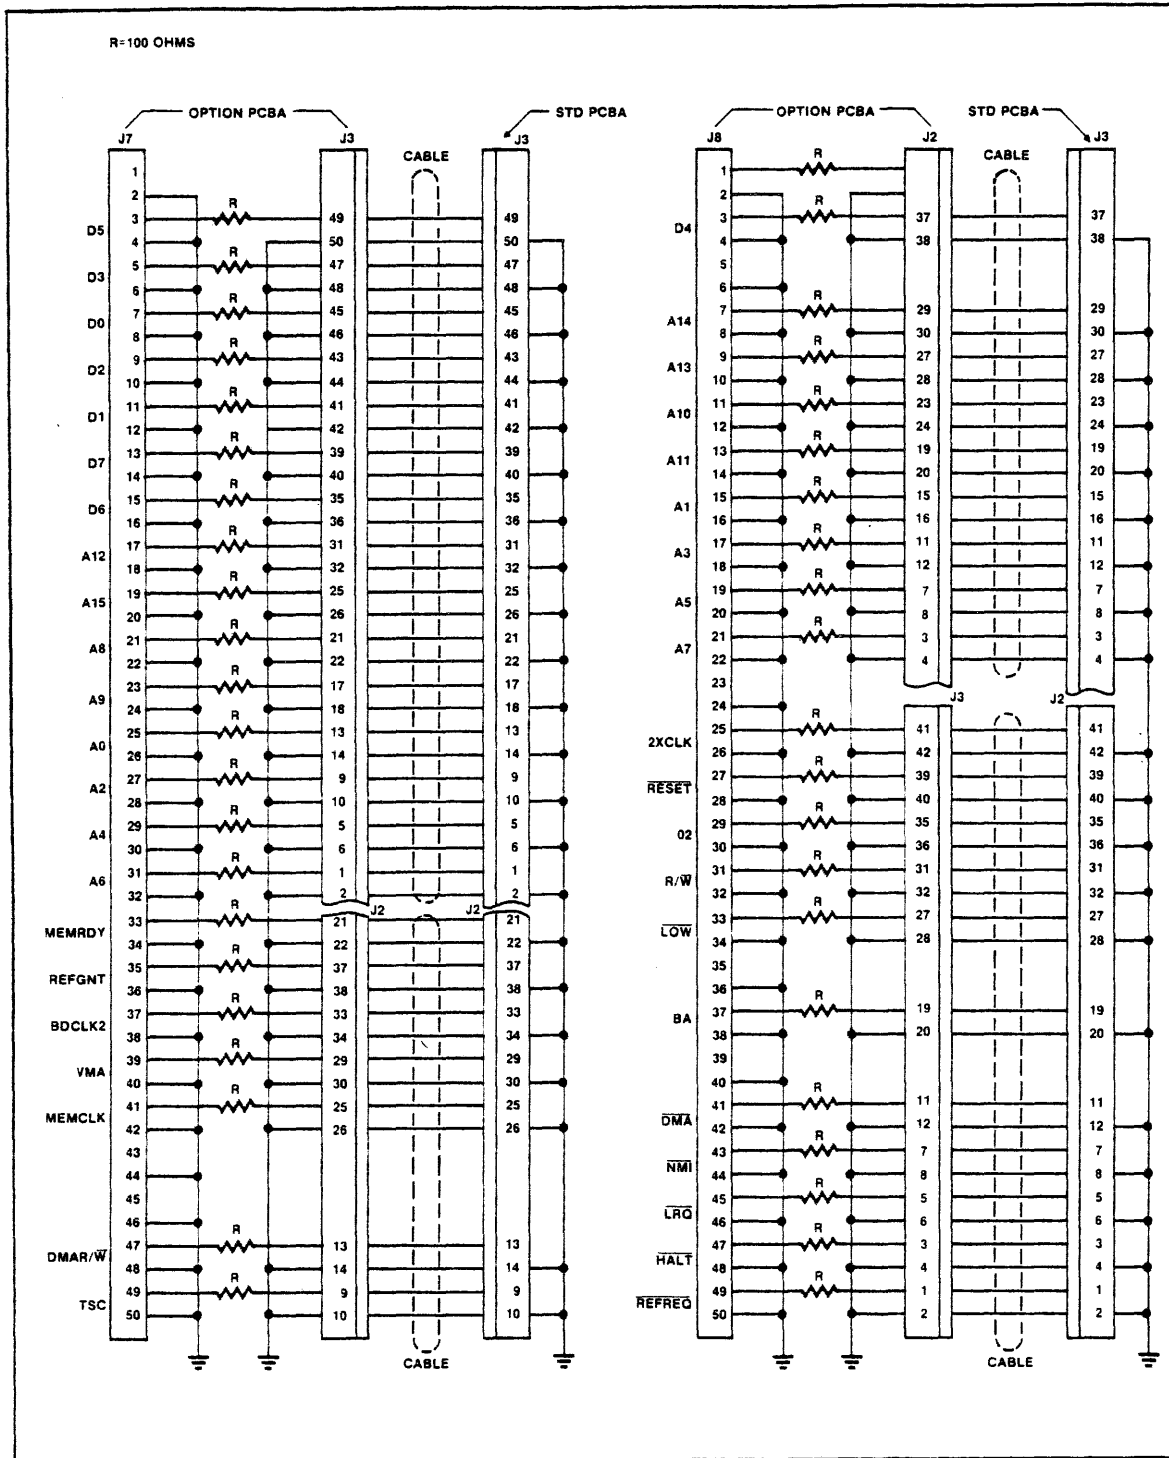 R=100 OHMS
OPTION PCBA
STD PCBA
OPTION PCBA
STD PCBA
J7
J3
CABLE
J3
J8
J2
CABLE
J3
1
2
D5 3 R 49 49
4 50 50
D3 5 R 47 47
6 48 48
D0 7 R 45 45
8 46 46
D2 9 R 43 43
10 44 44
D1 11 R 41 41
12 42 42
D7 13 R 39 39
14 40 40
D6 15 R 35 35
16 36 36
A12 17 R 31 31
18 32 32
A15 19 R 25 25
20 26 26
A8 21 R 21 21
22 22 22
A9 23 R 17 17
24 18 18
A0 25 R 13 13
26 14 14
A2 27 R 9 9
28 10 10
A4 29 R 5 5
30 6 6
A6 31 R 1 1
32 2 2
J2 J2
MEMRDY 33 R 21 21
34 22 22
REFGNT 35 R 37 37
36 38 38
BDCLK2 37 R 33 33
38 34 34
VMA 39 R 29 29
40 30 30
MEMCLK 41 R 25 25
42 26 26
43
44
45
46
DMAR/W̅ 47 R 13 13
48 14 14
TSC 49 R 9 9
50 10 10
CABLE
1 R
2
D4 3 R 37 37
4 38 38
5
6
A14 7 R 29 29
8 30 30
A13 9 R 27 27
10 28 28
A10 11 R 23 23
12 24 24
A11 13 R 19 19
14 20 20
A1 15 R 15 15
16 16 16
A3 17 R 11 11
18 12 12
A5 19 R 7 7
20 8 8
A7 21 R 3 3
22 4 4
23
J3 J2
24
2XCLK 25 R 41 41
26 42 42
R̅E̅S̅E̅T̅ 27 R 39 39
28 40 40
02 29 R 35 35
30 36 36
R/W̅ 31 R 31 31
32 32 32
L̅O̅W̅ 33 R 27 27
34 28 28
35
36
BA 37 R 19 19
38 20 20
39
40
D̅M̅A̅ 41 R 11 11
42 12 12
N̅M̅I̅ 43 R 7 7
44 8 8
L̅R̅Q̅ 45 R 5 5
46 6 6
H̅A̅L̅T̅ 47 R 3 3
48 4 4
R̅E̅F̅R̅E̅Q̅ 49 R 1 1
50 2 2
CABLE